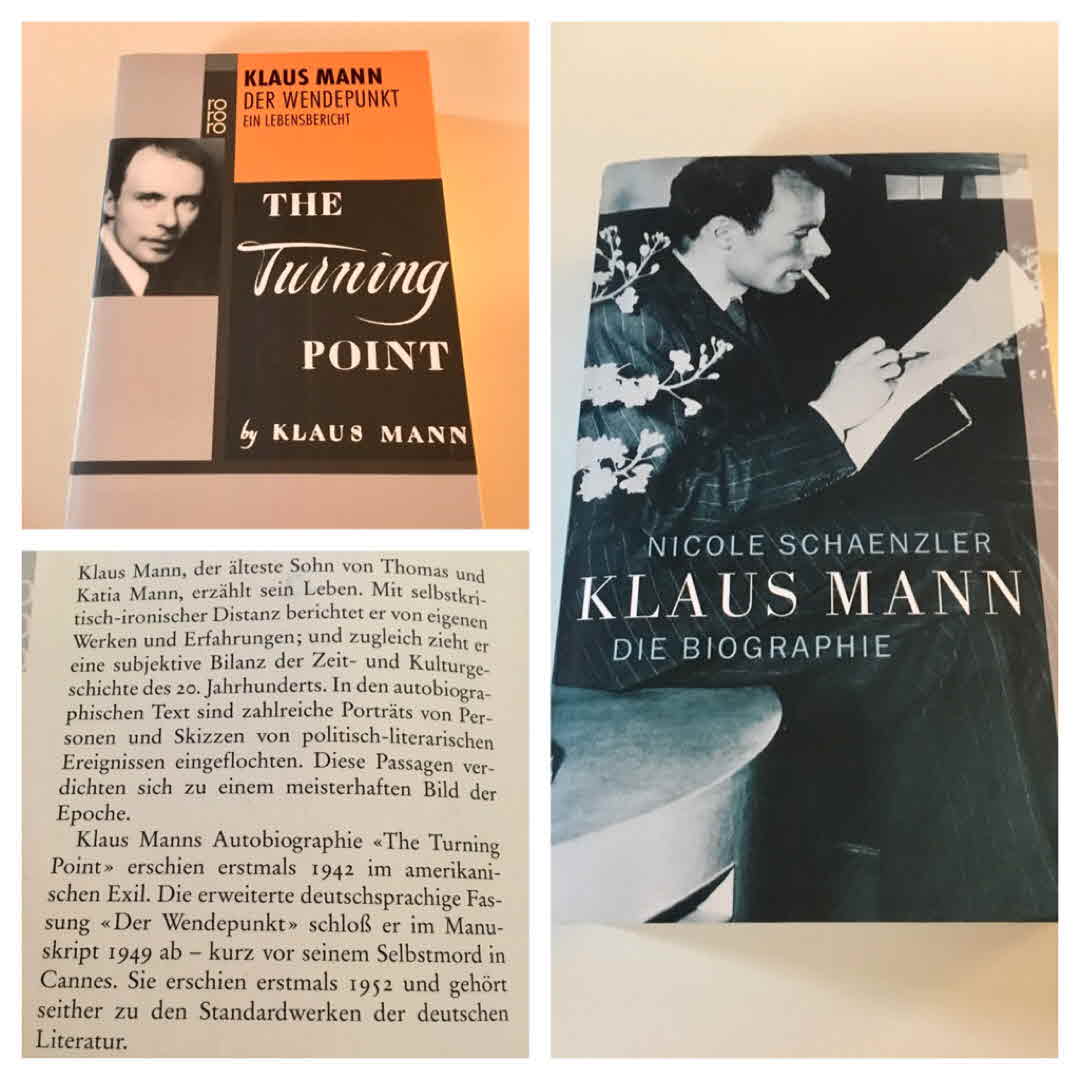 ro
ro
KLAUS MANN
DER WENDEPUNKT
EIN LEBENSBERICHT
THE
Turning
POINT
by KLAUS MANN
Klaus Mann, der älteste Sohn von Thomas und
Katia Mann, erzählt sein Leben. Mit selbstkri-
tisch-ironischer Distanz berichtet er von eigenen
Werken und Erfahrungen; und zugleich zieht er
eine subjektive Bilanz der Zeit- und Kulturge-
schichte des 20. Jahrhunderts. In den autobiogra-
phischen Text sind zahlreiche Porträts von Per-
sonen und Skizzen von politisch-literarischen
Ereignissen eingeflochten. Diese Passagen ver-
dichten sich zu einem meisterhaften Bild der
Epoche.
Klaus Manns Autobiographie «The Turning
Point» erschien erstmals 1942 im amerikani-
schen Exil. Die erweiterte deutschsprachige Fas-
sung «Der Wendepunkt» schloß er im Manu-
skript 1949 ab – kurz vor seinem Selbstmord in
Cannes. Sie erschien erstmals 1952 und gehört
seither zu den Standardwerken der deutschen
Literatur.
NICOLE SCHAENZLER
KLAUS MANN
DIE BIOGRAPHIE